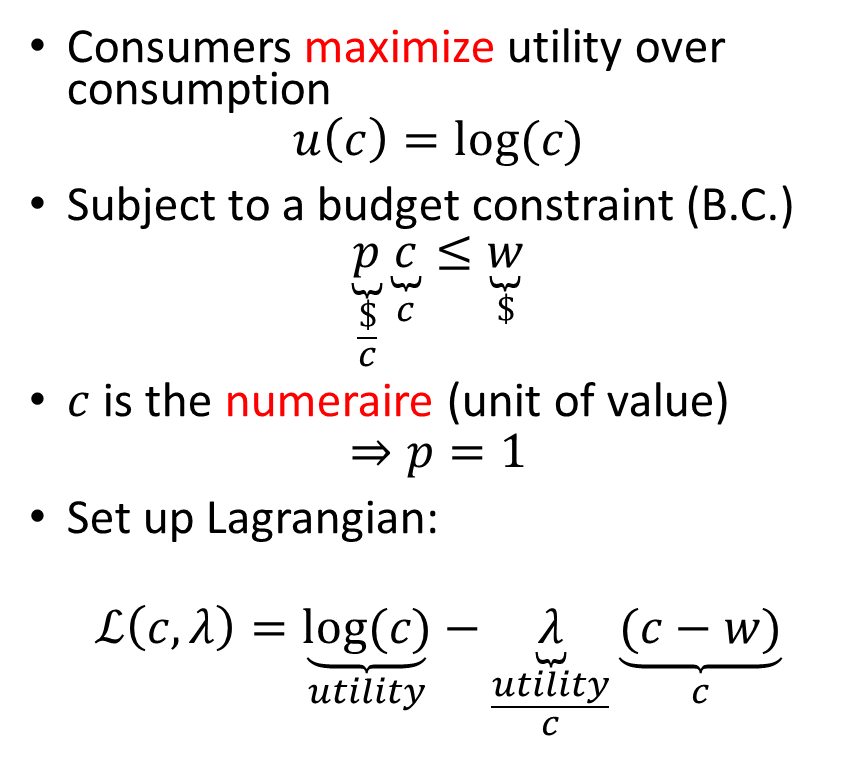 • Consumers maximize utility over
consumption
u(c) = log(c)
• Subject to a budget constraint (B.C.)
p c ≤ w
$ c $
c
• c is the numeraire (unit of value)
⇒ p = 1
• Set up Lagrangian:
ℒ(c, λ) = log(c) − λ (c − w)
utility utility c
c